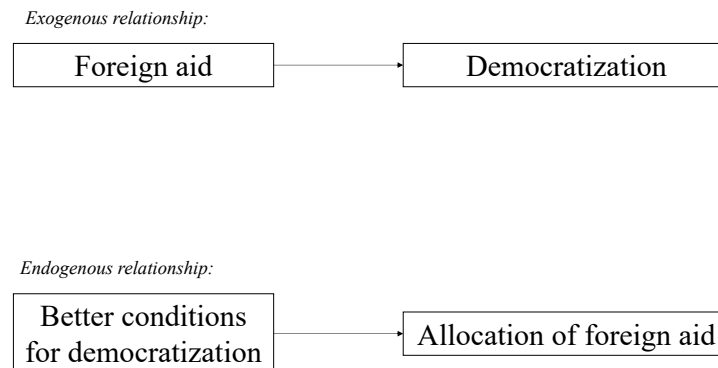 Exogenous relationship:
Foreign aid
Democratization
Endogenous relationship:
Better conditions
for democratization
Allocation of foreign aid